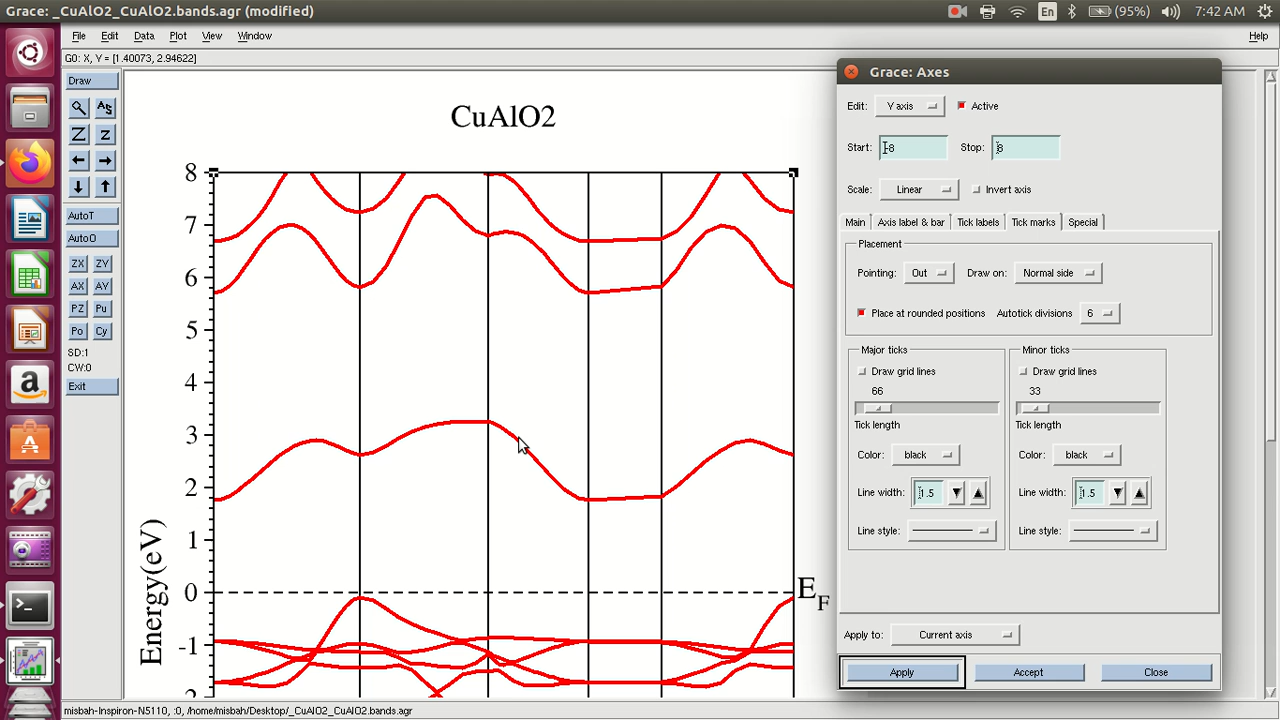 Grace: _CuAlO2_CuAlO2.bands.agr (modified)
En (95%) 7:42 AM
File Edit Data Plot View Window Help
G0: X, Y = [1.40073, 2.94622]
Draw
AS
Z z
AutoT
AutoO
ZX ZY
AX AY
PZ Pu
Po Cy
SD:1
CW:0
Exit
CuAlO2
8
7
6
5
4
3
2
1
0
-1
Energy(eV)
EF
Grace: Axes
Edit: Y axis Active
Start: -8 Stop: 8
Scale: Linear Invert axis
Main Axis label & bar Tick labels Tick marks Special
Placement
Pointing: Out Draw on: Normal side
Place at rounded positions Autotick divisions 6
Major ticks Minor ticks
Draw grid lines Draw grid lines
66 33
Tick length Tick length
Color: black Color: black
Line width: 1.5 Line width: 1.5
Line style: Line style:
Apply to: Current axis
Apply Accept Close
misbah-Inspiron-N5110, :0, /home/misbah/Desktop/_CuAlO2_CuAlO2.bands.agr